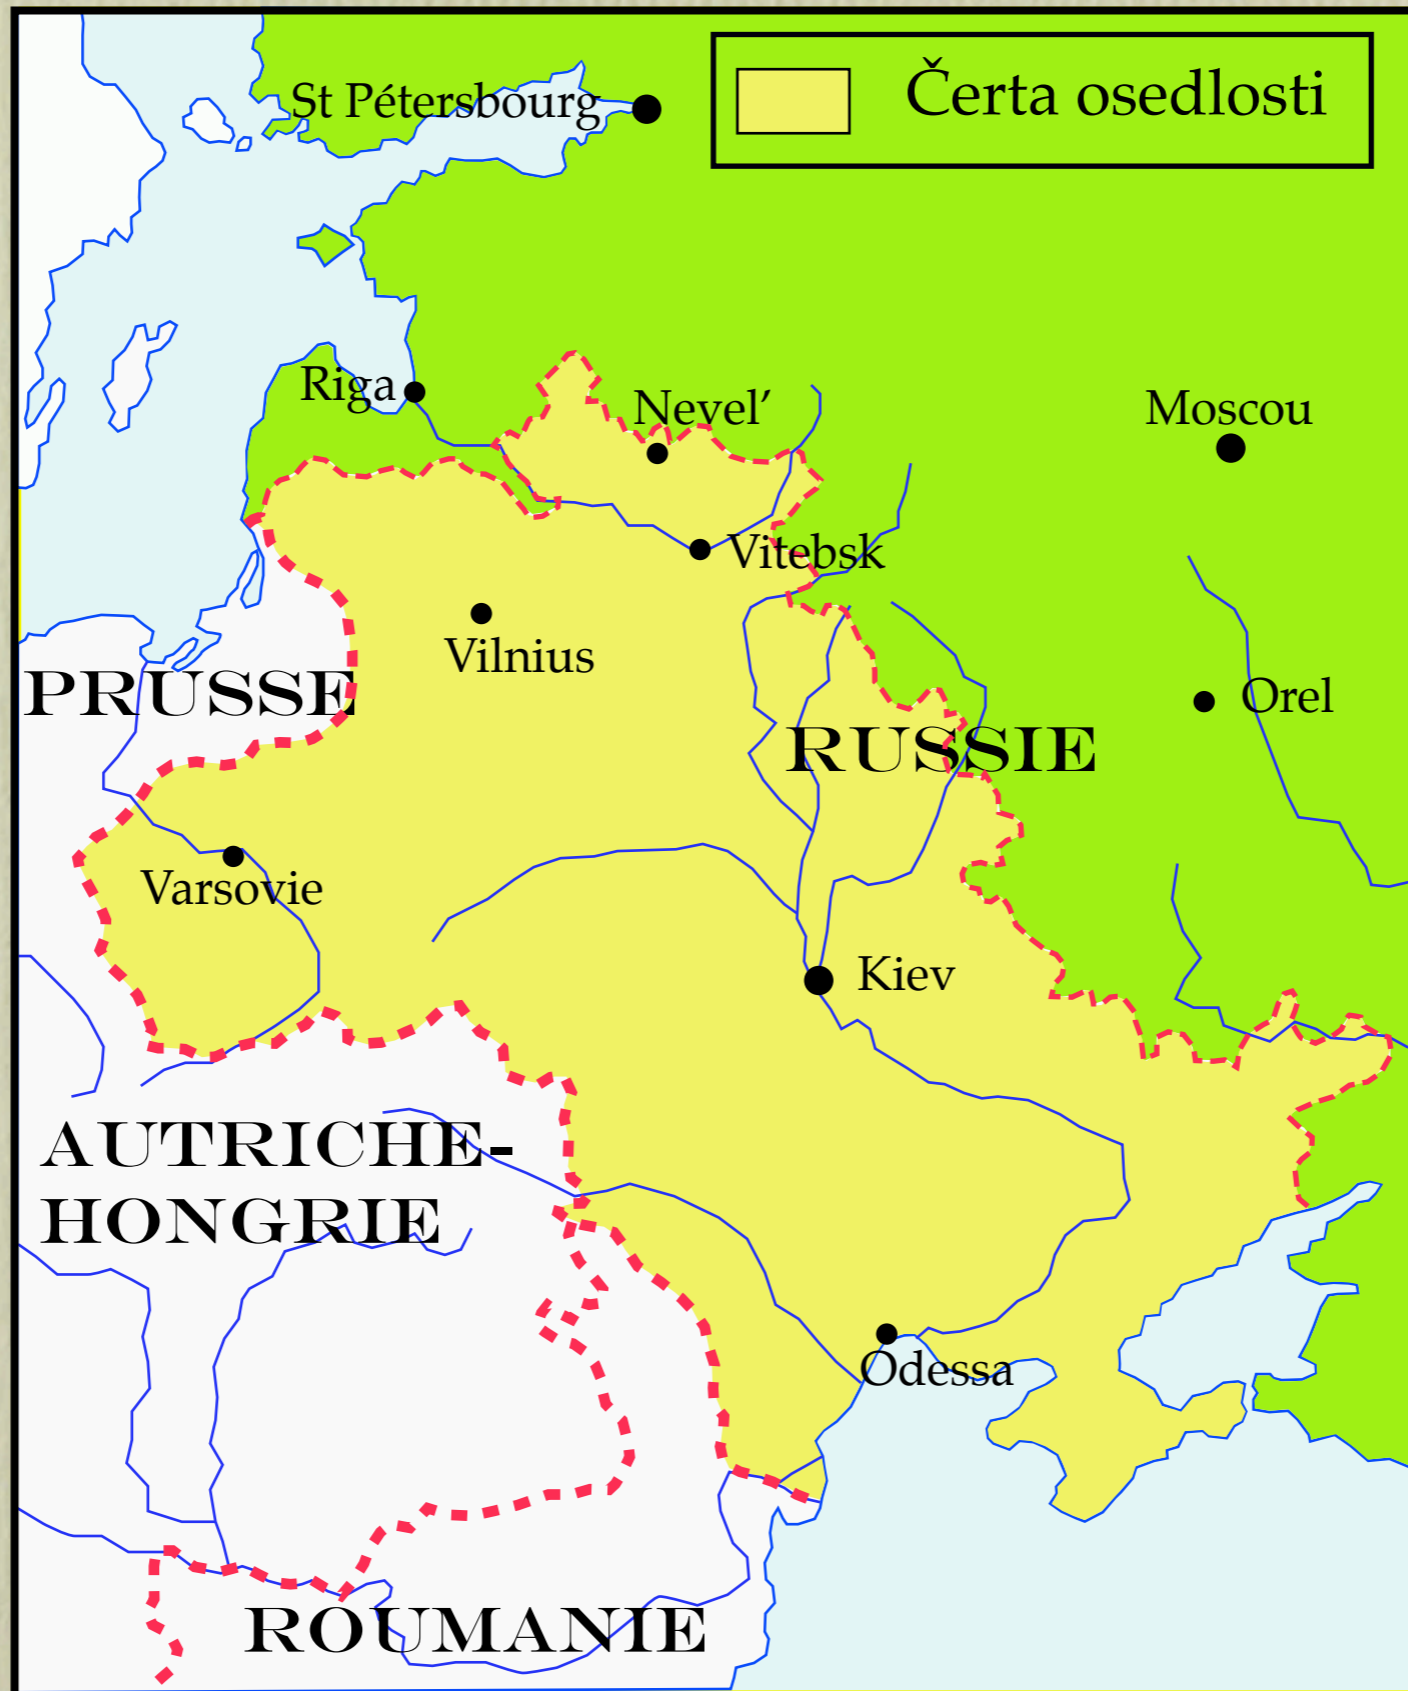 St Pétersbourg
Čerta osedlosti
Riga
Nevel’
Moscou
Vitebsk
Vilnius
PRUSSE
Orel
RUSSIE
Varsovie
Kiev
AUTRICHE-
HONGRIE
Odessa
ROUMANIE